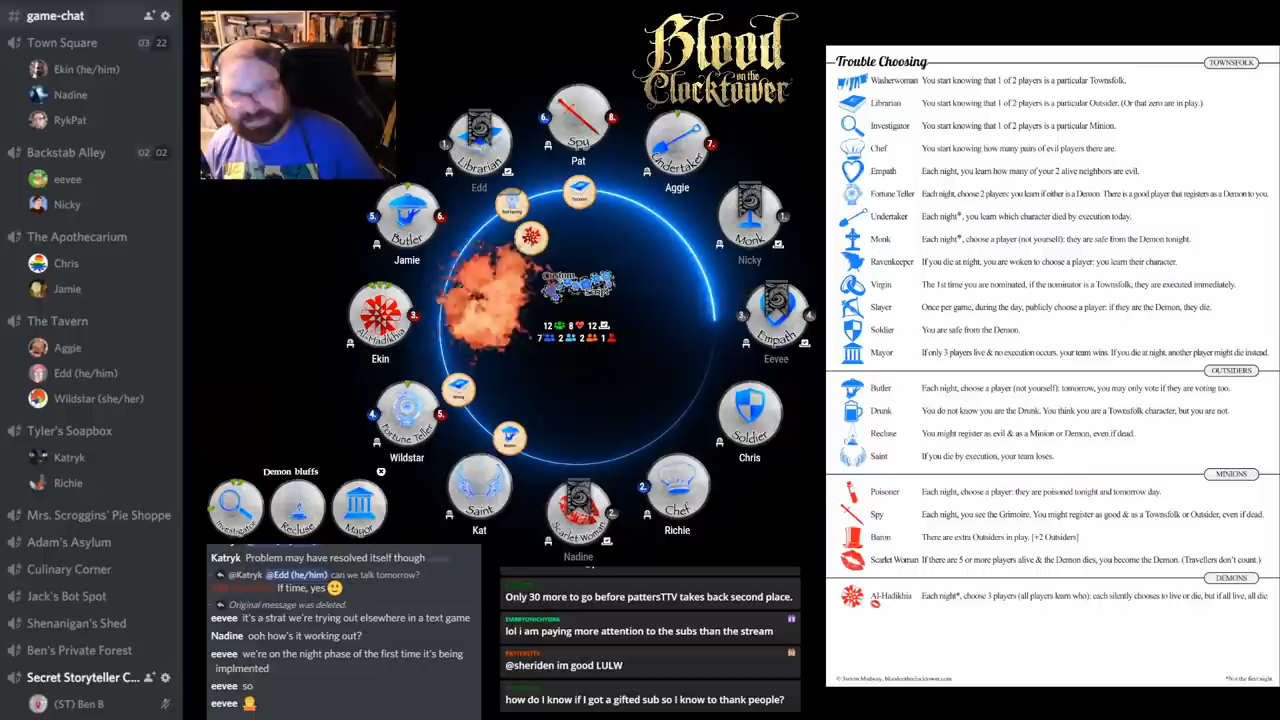 game-chat
Town Square
03 22
Ekin (he/him)
Nadine
NykPat
Backstab Alley
02 02
eevee
Nicky
The Apothecarium
Chris
Jamie
The Tavern
Aggie
Edd (he/him)
Wildstar (she/her)
Tyler's Soapbox
Katryk
Richie
Mrs. Scroggins' Pie Shoppe
Adam's Asylum
Culinary Corner
Jack's Spot
Shenanigan's Shed
Ben's Private Forest
Secret Storyteller C...
(ST) Ben B
Blood
on the
Clocktower
Librarian
Edd
Spy
Pat
Undertaker
Aggie
Monk
Nicky
Empath
Eevee
Soldier
Chris
Chef
Richie
Scarlet Woman
Nadine
Saint
Kat
Fortune Teller
Wildstar
Al-Hadikhia
Ekin
Butler
Jamie
Red herring
Outsider
Wrong
Master
12 8 12
7 2 2 1
Demon bluffs
Investigator
Recluse
Mayor
Katryk Problem may have resolved itself though
@Katryk @Edd (he/him) can we talk tomorrow?
If time, yes
Original message was deleted.
eevee it's a strat we're trying out elsewhere in a text game
Nadine ooh how's it working out?
eevee we're on the night phase of the first time it's being
implmented
eevee so
eevee
Only 30 more to go before pattersTTV takes back second place.
EMBRYONICHYDRA
lol i am paying more attention to the subs than the stream
PATTERSTTV
@sheriden im good LULW
how do I know if I got a gifted sub so I know to thank people?
Trouble Choosing
TOWNSFOLK
Washerwoman You start knowing that 1 of 2 players is a particular Townsfolk.
Librarian You start knowing that 1 of 2 players is a particular Outsider. (Or that zero are in play.)
Investigator You start knowing that 1 of 2 players is a particular Minion.
Chef You start knowing how many pairs of evil players there are.
Empath Each night, you learn how many of your 2 alive neighbors are evil.
Fortune Teller Each night, choose 2 players: you learn if either is a Demon. There is a good player that registers as a Demon to you.
Undertaker Each night*, you learn which character died by execution today.
Monk Each night*, choose a player (not yourself): they are safe from the Demon tonight.
Ravenkeeper If you die at night, you are woken to choose a player: you learn their character.
Virgin The 1st time you are nominated, if the nominator is a Townsfolk, they are executed immediately.
Slayer Once per game, during the day, publicly choose a player: if they are the Demon, they die.
Soldier You are safe from the Demon.
Mayor If only 3 players live & no execution occurs, your team wins. If you die at night, another player might die instead.
OUTSIDERS
Butler Each night, choose a player (not yourself): tomorrow, you may only vote if they are voting too.
Drunk You do not know you are the Drunk. You think you are a Townsfolk character, but you are not.
Recluse You might register as evil & as a Minion or Demon, even if dead.
Saint If you die by execution, your team loses.
MINIONS
Poisoner Each night, choose a player: they are poisoned tonight and tomorrow day.
Spy Each night, you see the Grimoire. You might register as good & as a Townsfolk or Outsider, even if dead.
Baron There are extra Outsiders in play. [+2 Outsiders]
Scarlet Woman If there are 5 or more players alive & the Demon dies, you become the Demon. (Travellers don't count.)
DEMONS
Al-Hadikhia Each night*, choose 3 players (all players learn who): each silently chooses to live or die, but if all live, all die.
© Steven Medway, bloodontheclocktower.com
*Not the first night.